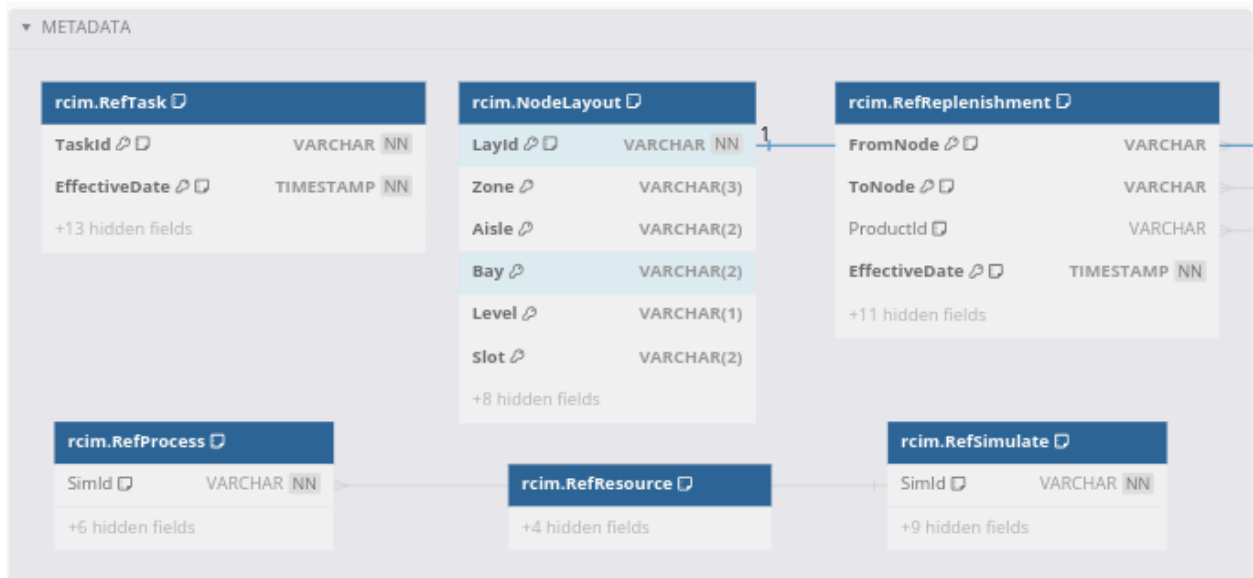 METADATA
rcim.RefTask
TaskId VARCHAR NN
EffectiveDate TIMESTAMP NN
+13 hidden fields
rcim.NodeLayout
LayId VARCHAR NN
Zone VARCHAR(3)
Aisle VARCHAR(2)
Bay VARCHAR(2)
Level VARCHAR(1)
Slot VARCHAR(2)
+8 hidden fields
1
rcim.RefReplenishment
FromNode VARCHAR
ToNode VARCHAR
ProductId VARCHAR
EffectiveDate TIMESTAMP NN
+11 hidden fields
rcim.RefProcess
SimId VARCHAR NN
+6 hidden fields
rcim.RefResource
+4 hidden fields
rcim.RefSimulate
SimId VARCHAR NN
+9 hidden fields